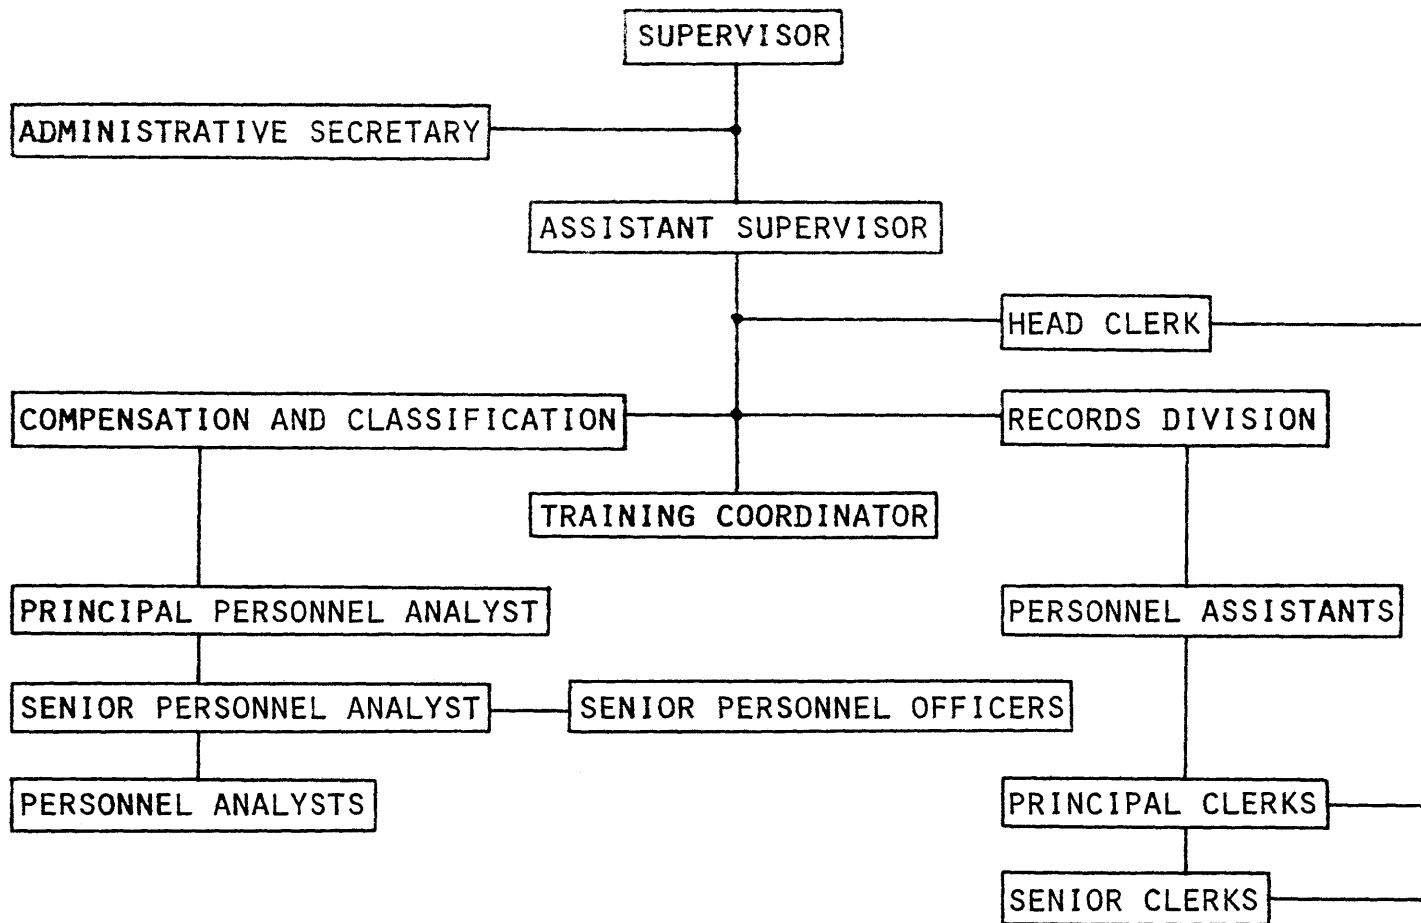 SUPERVISOR
ADMINISTRATIVE SECRETARY
ASSISTANT SUPERVISOR
HEAD CLERK
COMPENSATION AND CLASSIFICATION
RECORDS DIVISION
TRAINING COORDINATOR
PRINCIPAL PERSONNEL ANALYST
PERSONNEL ASSISTANTS
SENIOR PERSONNEL ANALYST
SENIOR PERSONNEL OFFICERS
PERSONNEL ANALYSTS
PRINCIPAL CLERKS
SENIOR CLERKS